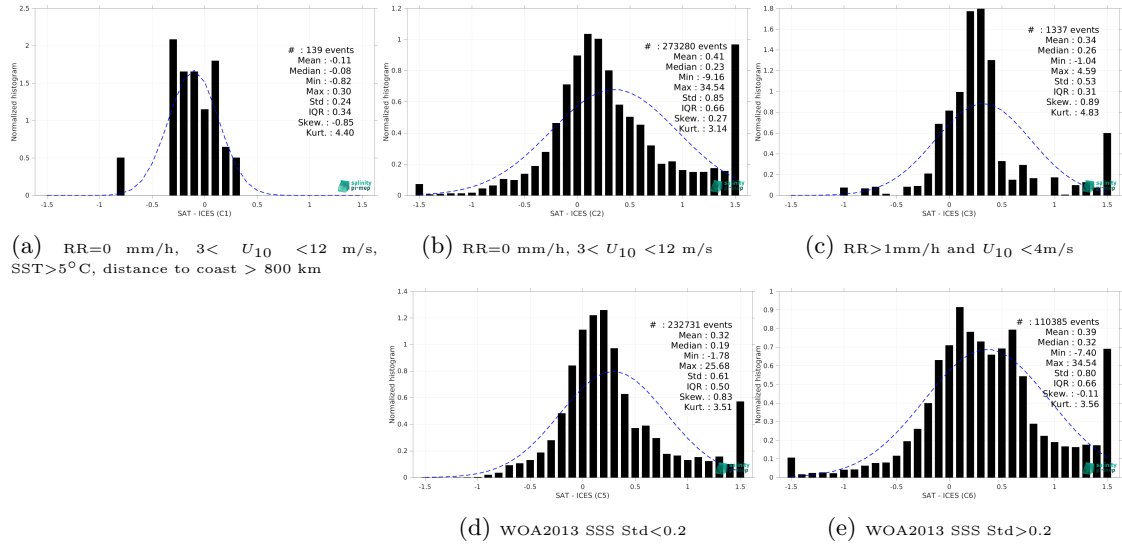 2.5
2
1.5
1
0.5
0
Normalized histogram
# : 139 events
Mean : -0.11
Median : -0.08
Min : -0.82
Max : 0.30
Std : 0.24
IQR : 0.34
Skew. : -0.85
Kurt. : 4.40
salinity
pi-mep
-1.5 -1 -0.5 0 0.5 1 1.5
SAT - ICES (C1)
(a) RR=0 mm/h, 3< U10 <12 m/s,
SST>5°C, distance to coast > 800 km
1.2
1
0.8
0.6
0.4
0.2
0
Normalized histogram
# : 273280 events
Mean : 0.41
Median : 0.23
Min : -9.16
Max : 34.54
Std : 0.85
IQR : 0.66
Skew. : 0.27
Kurt. : 3.14
salinity
pi-mep
-1.5 -1 -0.5 0 0.5 1 1.5
SAT - ICES (C2)
(b) RR=0 mm/h, 3< U10 <12 m/s
1.8
1.6
1.4
1.2
1
0.8
0.6
0.4
0.2
0
Normalized histogram
# : 1337 events
Mean : 0.34
Median : 0.26
Min : -1.04
Max : 4.59
Std : 0.53
IQR : 0.31
Skew. : 0.89
Kurt. : 4.83
salinity
pi-mep
-1.5 -1 -0.5 0 0.5 1 1.5
SAT - ICES (C3)
(c) RR>1mm/h and U10 <4m/s
1.4
1.2
1
0.8
0.6
0.4
0.2
0
Normalized histogram
# : 232731 events
Mean : 0.32
Median : 0.19
Min : -1.78
Max : 25.68
Std : 0.61
IQR : 0.50
Skew. : 0.83
Kurt. : 3.51
salinity
pi-mep
-1.5 -1 -0.5 0 0.5 1 1.5
SAT - ICES (C5)
(d) WOA2013 SSS Std<0.2
1
0.9
0.8
0.7
0.6
0.5
0.4
0.3
0.2
0.1
0
Normalized histogram
# : 110385 events
Mean : 0.39
Median : 0.32
Min : -7.40
Max : 34.54
Std : 0.80
IQR : 0.66
Skew. : -0.11
Kurt. : 3.56
salinity
pi-mep
-1.5 -1 -0.5 0 0.5 1 1.5
SAT - ICES (C6)
(e) WOA2013 SSS Std>0.2